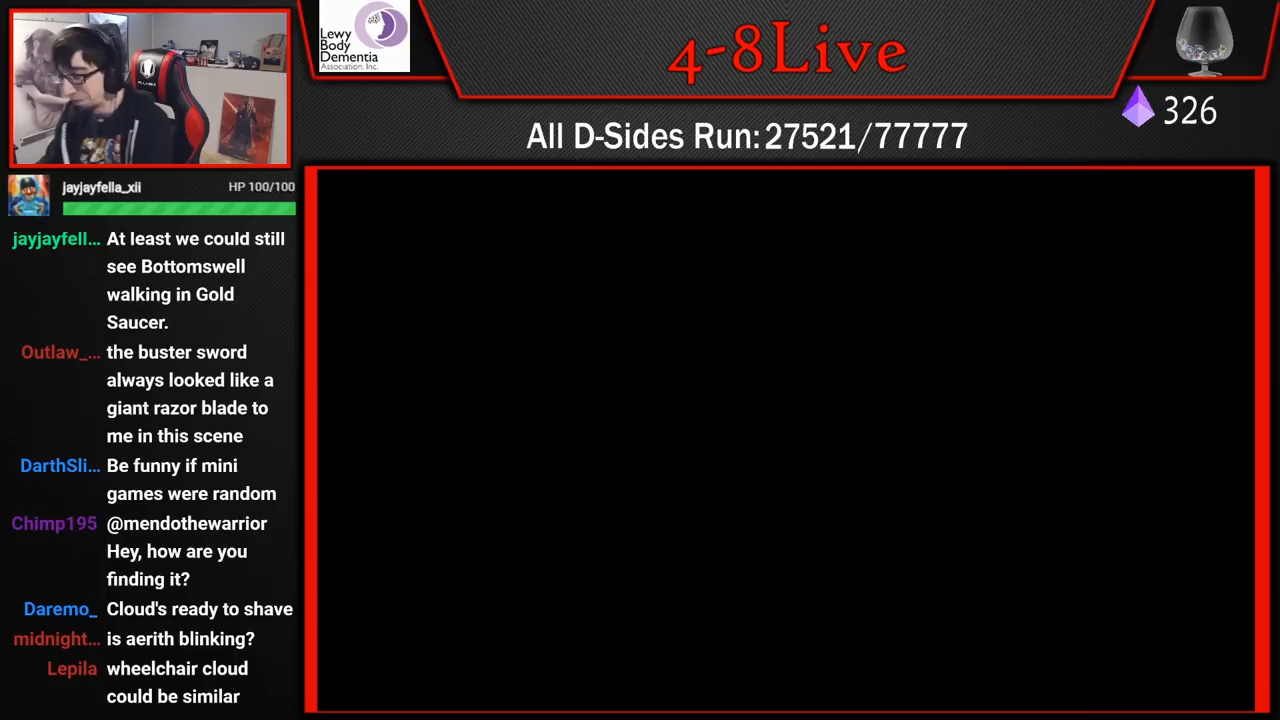 Lewy
Body
Dementia
Association, Inc.
4-8Live
326
All D-Sides Run: 27521/77777
jayjayfella_xii HP 100/100
jayjayfell... At least we could still
see Bottomswell
walking in Gold
Saucer.
Outlaw_... the buster sword
always looked like a
giant razor blade to
me in this scene
DarthSli... Be funny if mini
games were random
Chimp195 @mendothewarrior
Hey, how are you
finding it?
Daremo_ Cloud's ready to shave
midnight... is aerith blinking?
Lepila wheelchair cloud
could be similar